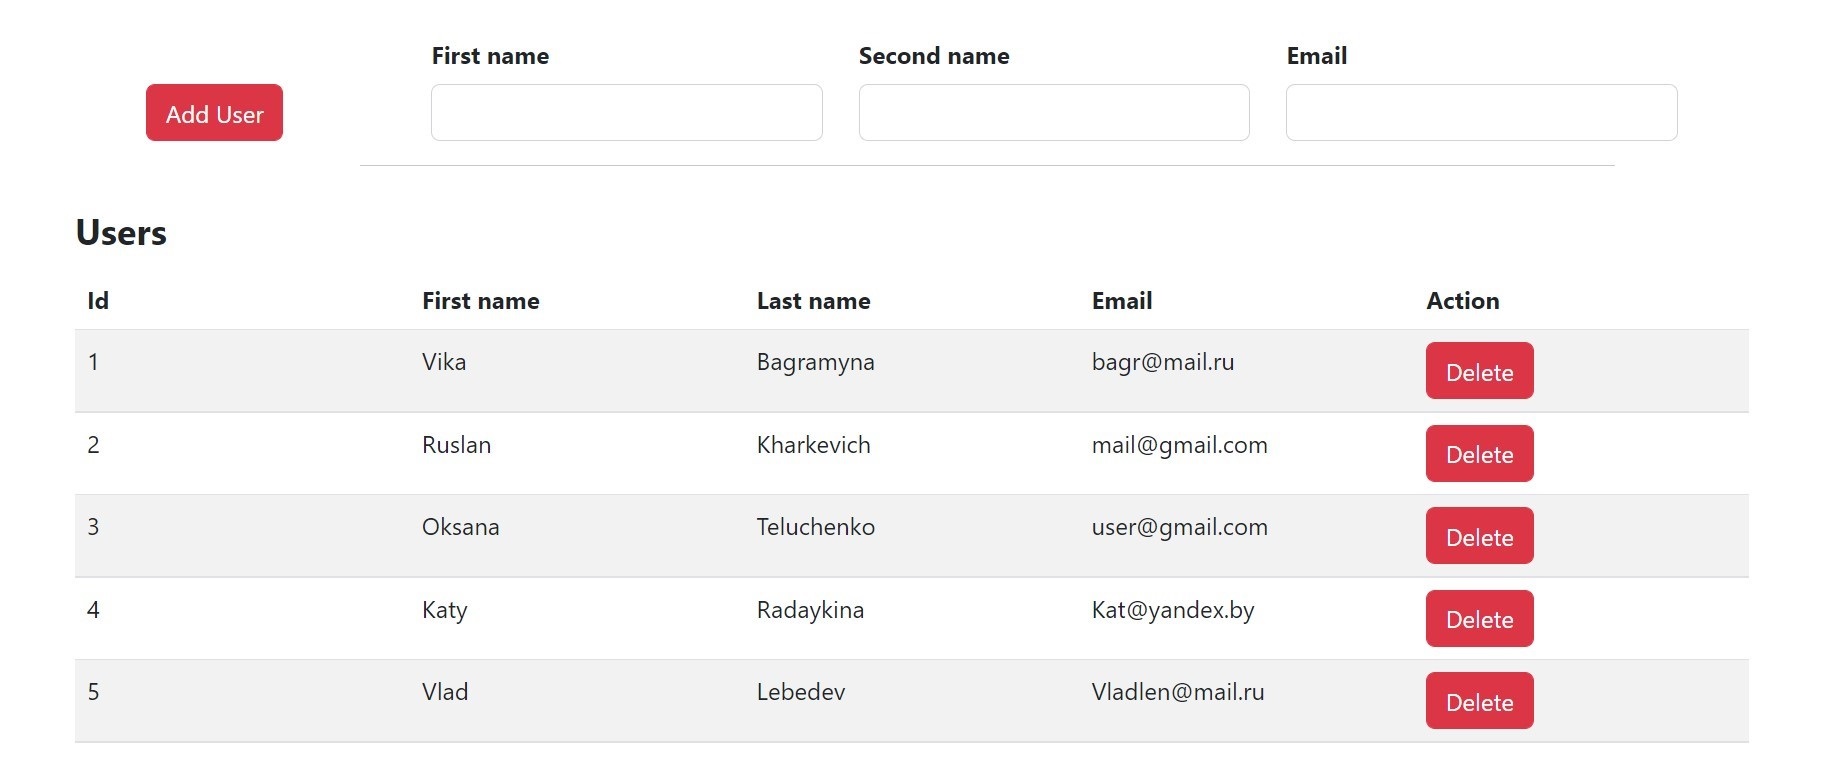 First name Second name Email
Add User
Users
Id First name Last name Email Action
1 Vika Bagramyna bagr@mail.ru Delete
2 Ruslan Kharkevich mail@gmail.com Delete
3 Oksana Teluchenko user@gmail.com Delete
4 Katy Radaykina Kat@yandex.by Delete
5 Vlad Lebedev Vladlen@mail.ru Delete